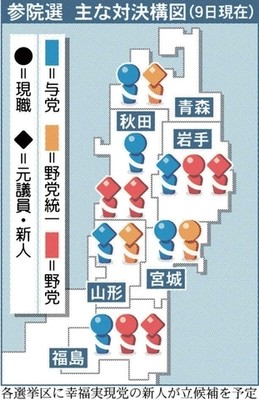 参院選 主な対決構図(9日現在)
●=現職
◆=元議員・新人
■=与党
■=野党統一
■=野党
青森
秋田
岩手
宮城
山形
福島
各選挙区に幸福実現党の新人が立候補を予定